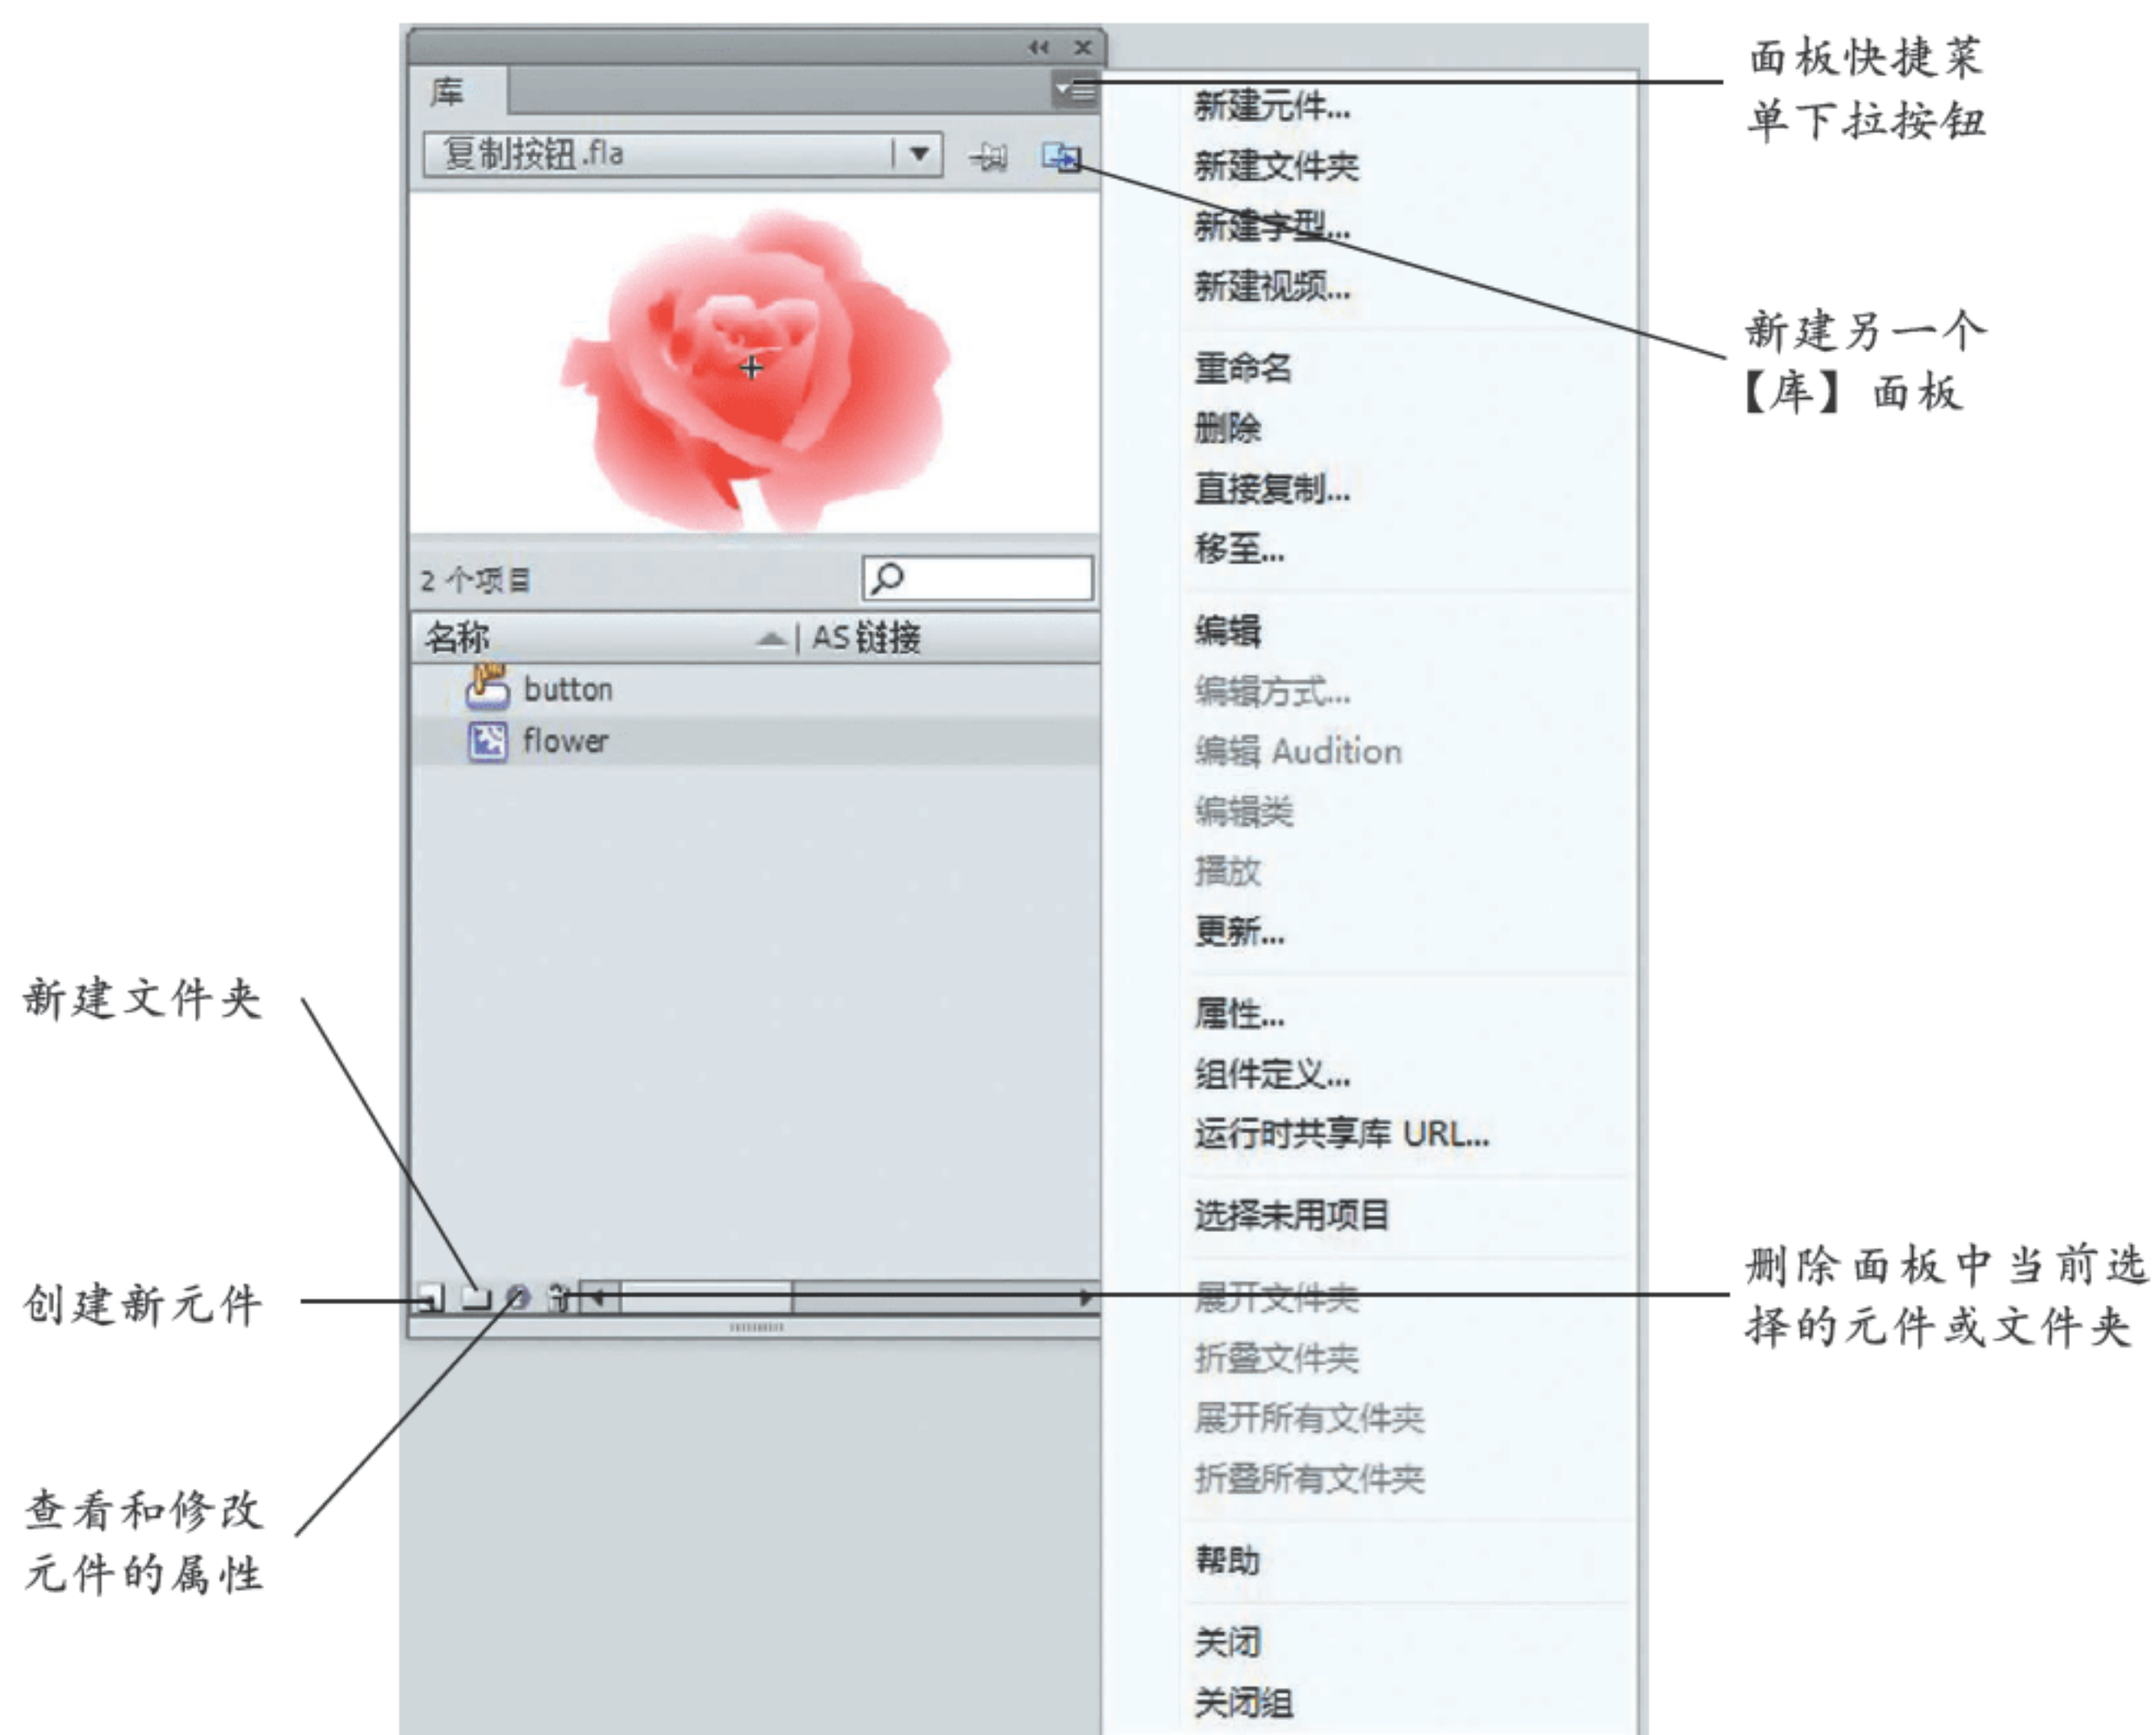 库
复制按钮.fla
2 个项目
名称
AS 链接
button
flower
新建元件...
新建文件夹
新建字型...
新建视频...
重命名
删除
直接复制...
移至...
编辑
编辑方式...
编辑 Audition
编辑类
播放
更新...
属性...
组件定义...
运行时共享库 URL...
选择未用项目
展开文件夹
折叠文件夹
展开所有文件夹
折叠所有文件夹
帮助
关闭
关闭组
面板快捷菜
单下拉按钮
新建另一个
【库】面板
删除面板中当前选
择的元件或文件夹
新建文件夹
创建新元件
查看和修改
元件的属性